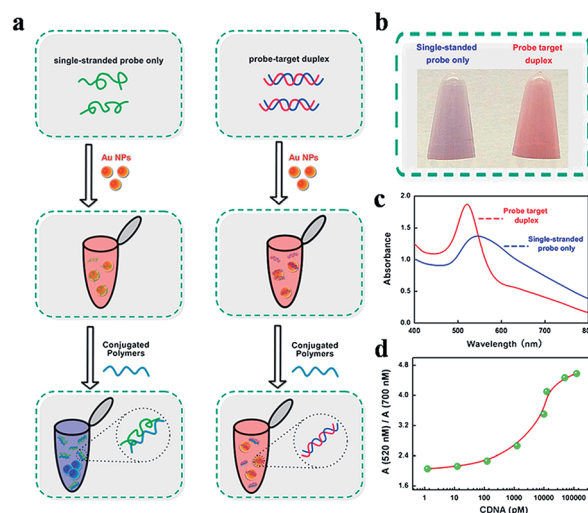 a
single-stranded probe only
probe-target duplex
Au NPs
Au NPs
Conjugated
Polymers
Conjugated
Polymers
b
Single-standed
probe only
Probe target
duplex
c
2.0
1.5
1.0
0.5
0.0
Absorbance
Probe target
duplex
Single-stranded
probe only
400 500 600 700 800
Wavelength (nm)
d
4.8
4.0
3.2
2.4
1.6
A (520 nM) / A (700 nM)
1 10 100 1000 10000 100000
CDNA (pM)